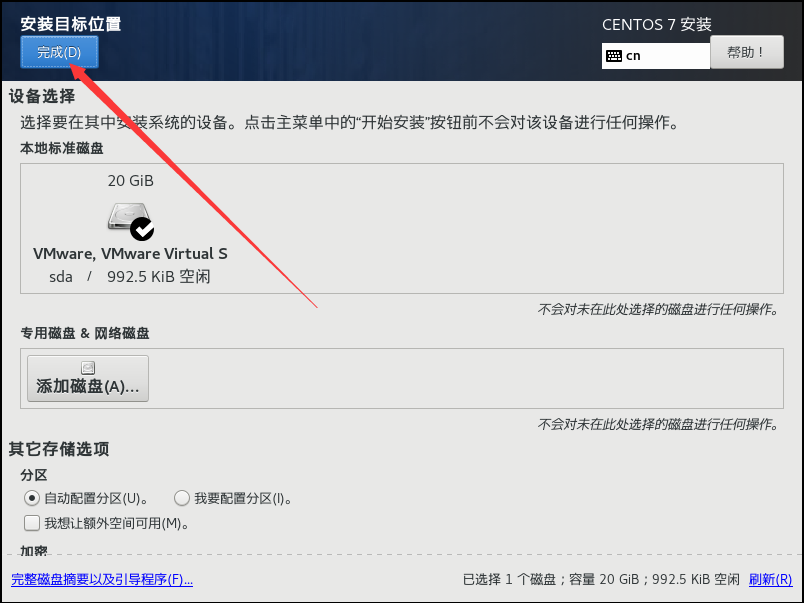 安装目标位置
CENTOS 7 安装
完成(D)
cn
帮助！
设备选择
选择要在其中安装系统的设备。点击主菜单中的“开始安装”按钮前不会对该设备进行任何操作。
本地标准磁盘
20 GiB
VMware, VMware Virtual S
sda / 992.5 KiB 空闲
不会对未在此处选择的磁盘进行任何操作。
专用磁盘 & 网络磁盘
添加磁盘(A)...
不会对未在此处选择的磁盘进行任何操作。
其它存储选项
分区
自动配置分区(U)。 我要配置分区(I)。
我想让额外空间可用(M)。
加密
完整磁盘摘要以及引导程序(F)...
已选择 1 个磁盘；容量 20 GiB；992.5 KiB 空闲 刷新(R)